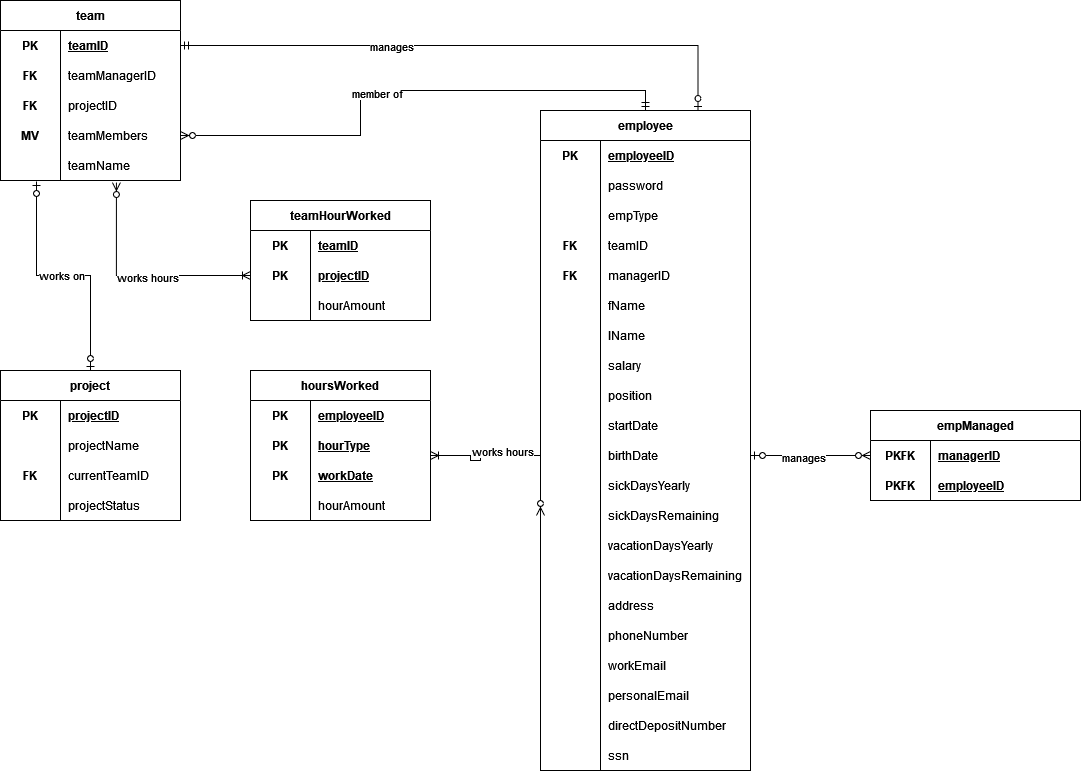 team
PK teamID
FK teamManagerID
FK projectID
MV teamMembers
teamName
manages
member of
works on
works hours
teamHourWorked
PK teamID
PK projectID
hourAmount
project
PK projectID
projectName
FK currentTeamID
projectStatus
hoursWorked
PK employeeID
PK hourType
PK workDate
hourAmount
works hours
employee
PK employeeID
password
empType
FK teamID
FK managerID
fName
lName
salary
position
startDate
birthDate
sickDaysYearly
sickDaysRemaining
vacationDaysYearly
vacationDaysRemaining
address
phoneNumber
workEmail
personalEmail
directDepositNumber
ssn
manages
empManaged
PKFK managerID
PKFK employeeID